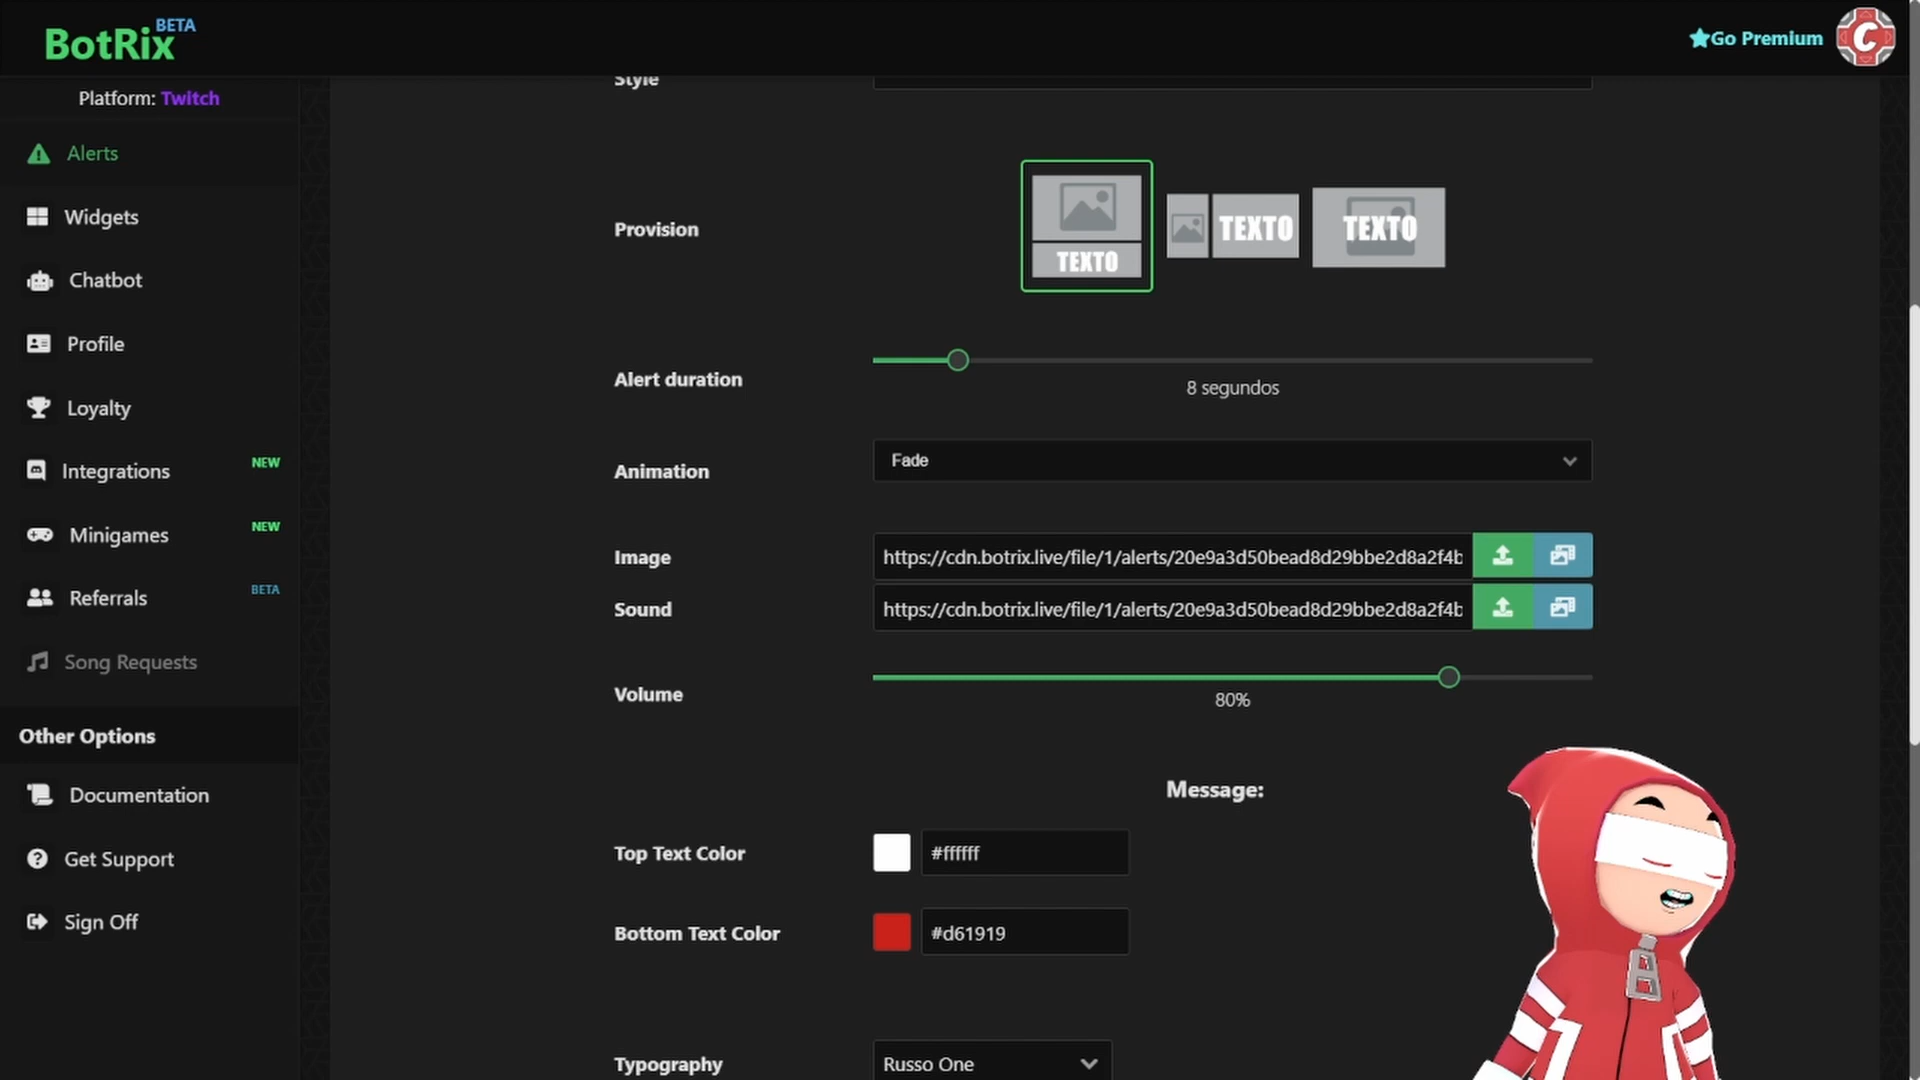 BotRix BETA
Go Premium
Platform: Twitch
Alerts
Widgets
Chatbot
Profile
Loyalty
Integrations NEW
Minigames NEW
Referrals BETA
Song Requests
Other Options
Documentation
Get Support
Sign Off
Style
Provision
TEXTO
TEXTO
TEXTO
Alert duration
8 segundos
Animation
Fade
Image
https://cdn.botrix.live/file/1/alerts/20e9a3d50bead8d29bbe2d8a2f4b
Sound
https://cdn.botrix.live/file/1/alerts/20e9a3d50bead8d29bbe2d8a2f4b
Volume
80%
Message:
Top Text Color
#ffffff
Bottom Text Color
#d61919
Typography
Russo One